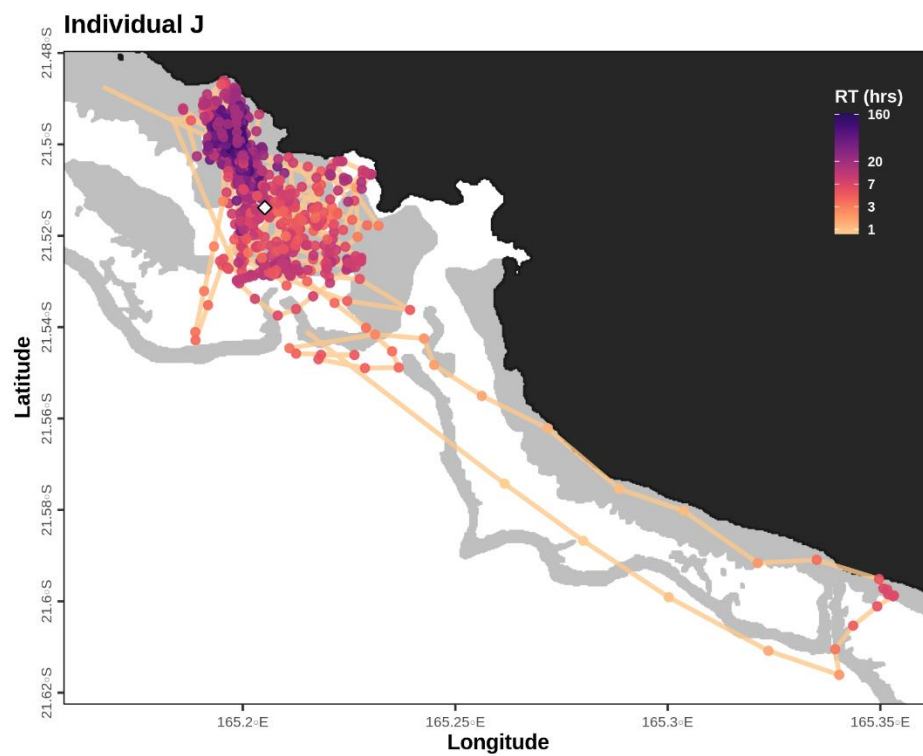 Individual J
21.48°S
21.5°S
21.52°S
21.54°S
21.56°S
21.58°S
21.6°S
21.62°S
Latitude
RT (hrs)
160
20
7
3
1
165.2°E
165.25°E
165.3°E
165.35°E
Longitude